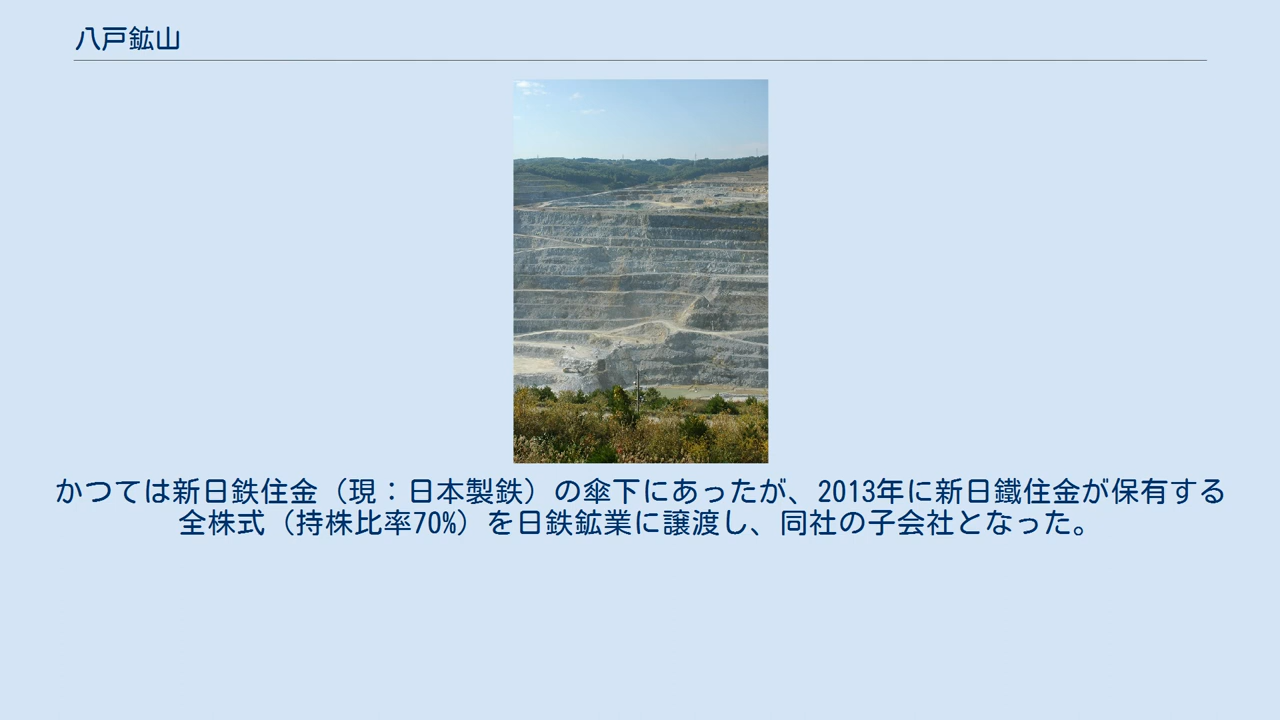 八戸鉱山
かつては新日鉄住金（現：日本製鉄）の傘下にあったが、2013年に新日鐵住金が保有する
全株式（持株比率70%）を日鉄鉱業に譲渡し、同社の子会社となった。